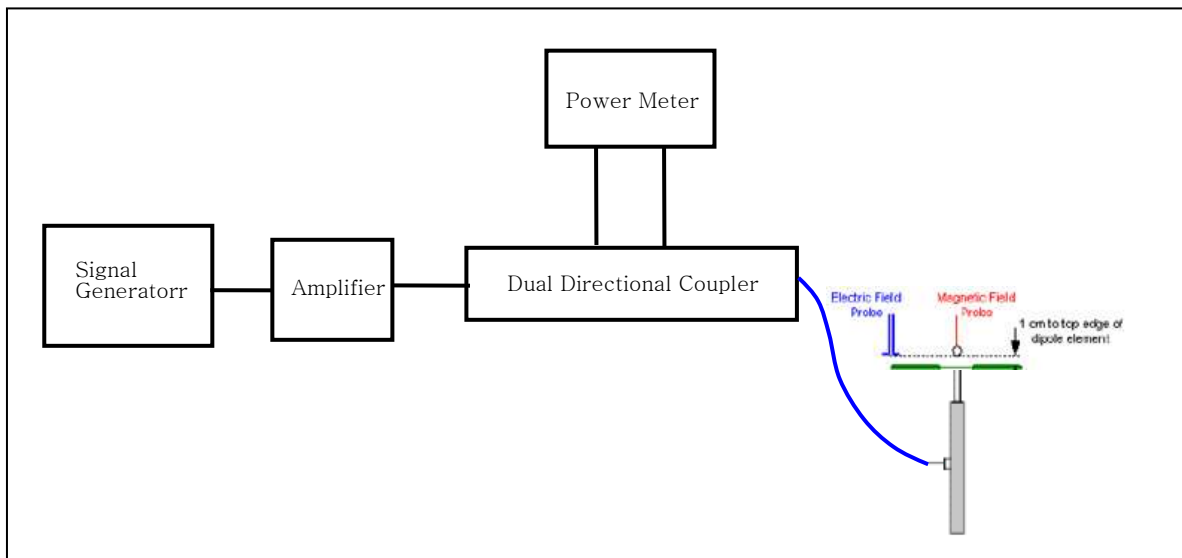 Power Meter
Signal
Generatorr
Amplifier
Dual Directional Coupler
Electric Field
Probe
Magnetic Field
Probe
1 cm to top edge of
dipole element